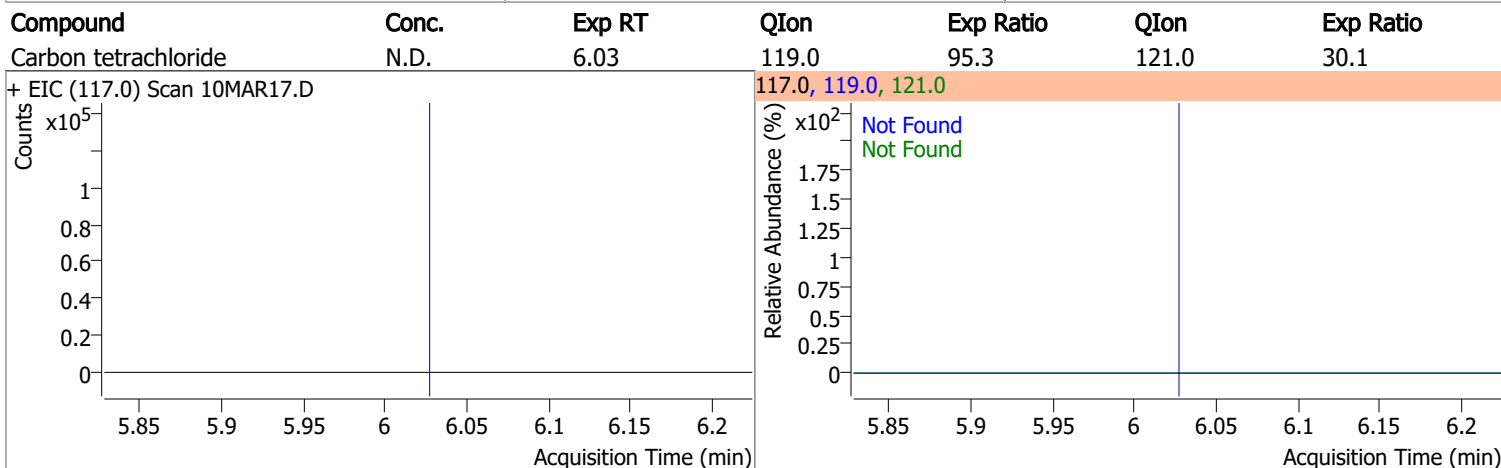 Compound Conc. Exp RT QIon Exp Ratio QIon Exp Ratio
Carbon tetrachloride N.D. 6.03 119.0 95.3 121.0 30.1
+ EIC (117.0) Scan 10MAR17.D
Counts
x10⁵
1
0.8
0.6
0.4
0.2
0
5.85 5.9 5.95 6 6.05 6.1 6.15 6.2
Acquisition Time (min)
117.0, 119.0, 121.0
Relative Abundance (%)
x10²
Not Found
Not Found
1.75
1.5
1.25
1
0.75
0.5
0.25
0
5.85 5.9 5.95 6 6.05 6.1 6.15 6.2
Acquisition Time (min)